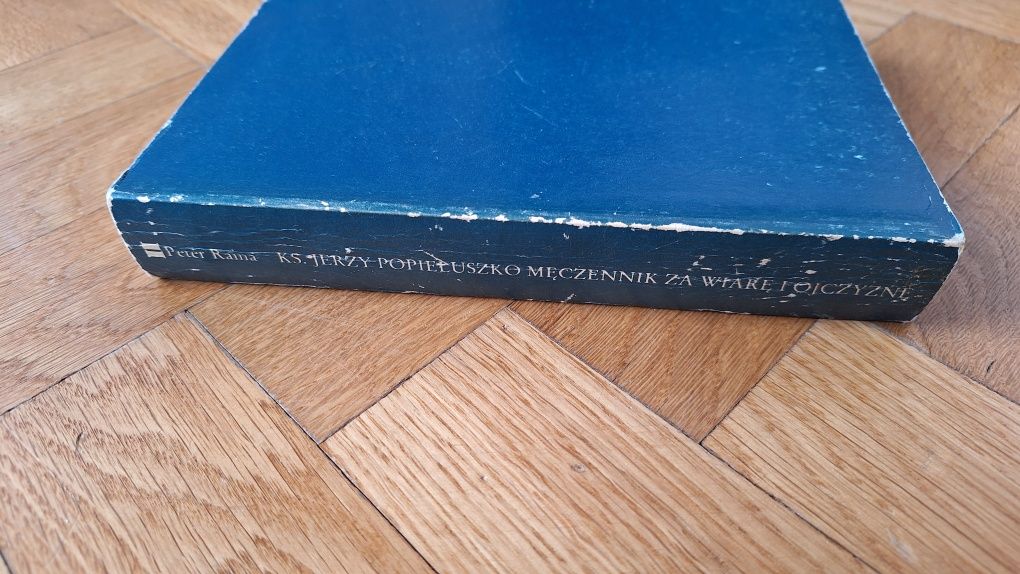 Peter Raina KS. JERZY POPIEŁUSZKO MĘCZENNIK ZA WIARĘ I OJCZYZNĘ